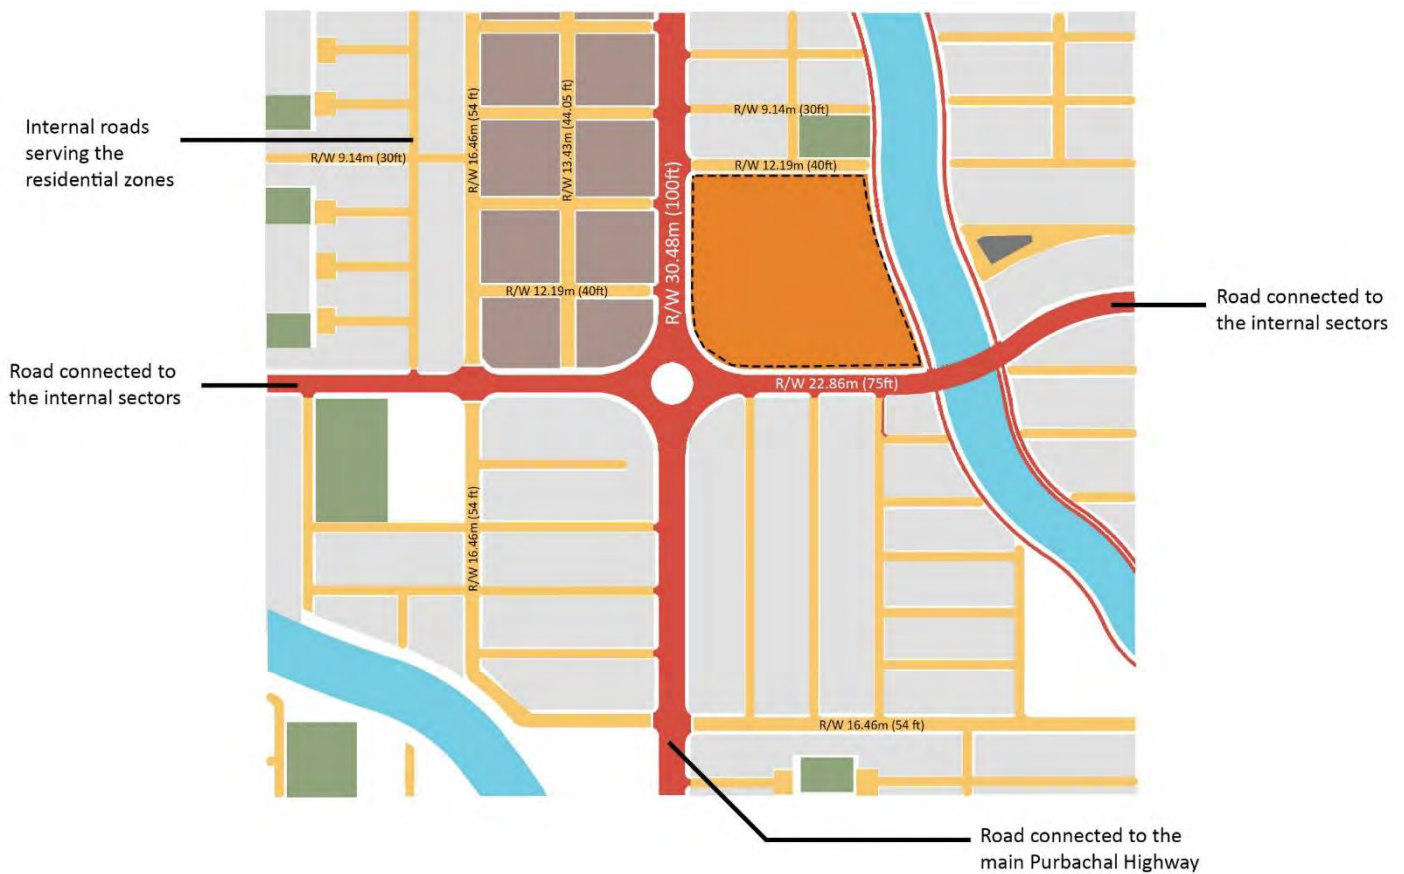 Internal roads
serving the
residential zones
R/W 9.14m (30ft)
R/W 16.46m (54 ft)
R/W 13.43m (44.05 ft)
R/W 12.19m (40ft)
R/W 30.48m (100ft)
R/W 9.14m (30ft)
R/W 12.19m (40ft)
Road connected to
the internal sectors
Road connected to
the internal sectors
R/W 22.86m (75ft)
R/W 16.46m (54 ft)
R/W 16.46m (54 ft)
Road connected to the
main Purbachal Highway